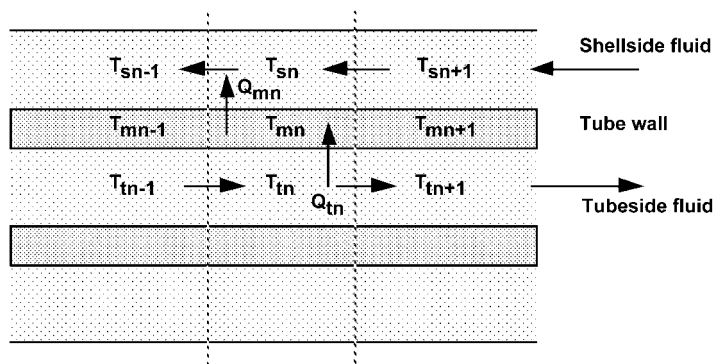 Shellside fluid
Tsn-1 Tsn Tsn+1
Qmn
Tmn-1 Tmn Tmn+1 Tube wall
Ttn-1 Ttn Ttn+1
Qtn
Tubeside fluid